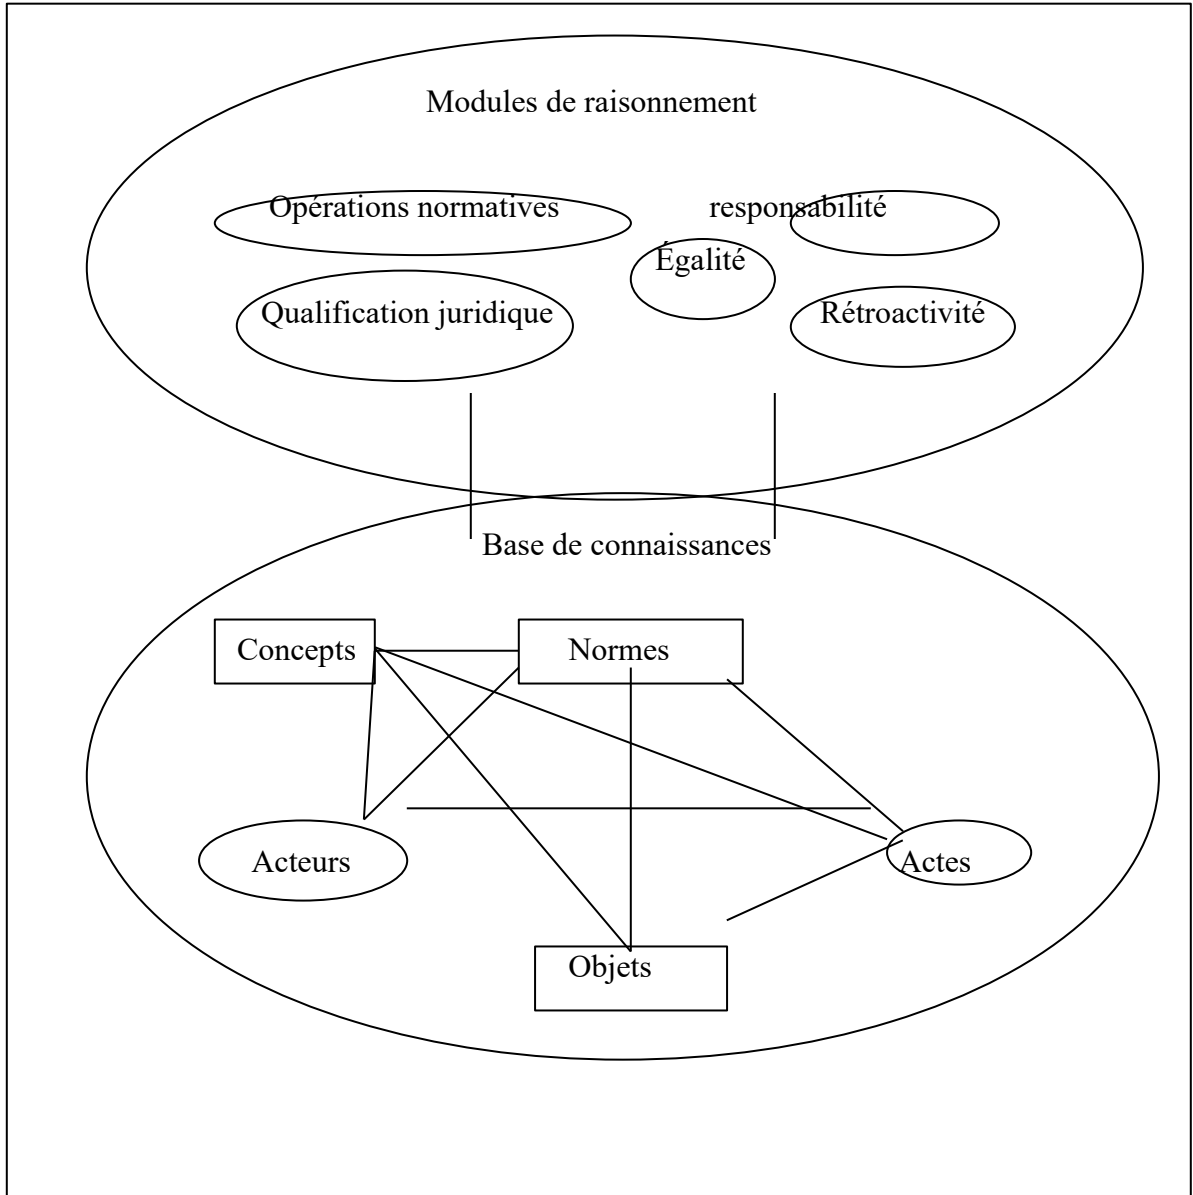 Modules de raisonnement
Opérations normatives
responsabilité
Égalité
Qualification juridique
Rétroactivité
Base de connaissances
Concepts
Normes
Acteurs
Actes
Objets